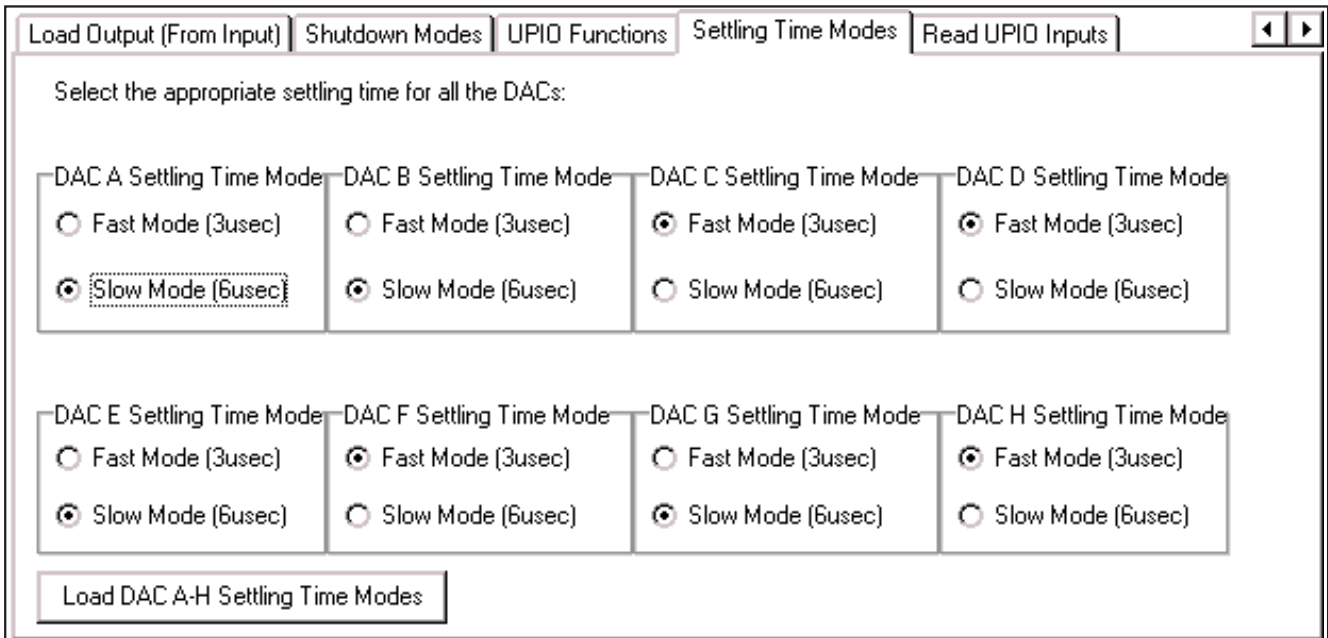 Load Output (From Input) Shutdown Modes UPIO Functions Settling Time Modes Read UPIO Inputs
Select the appropriate settling time for all the DACs:
DAC A Settling Time Mode DAC B Settling Time Mode DAC C Settling Time Mode DAC D Settling Time Mode
Fast Mode (3usec) Fast Mode (3usec) Fast Mode (3usec) Fast Mode (3usec)
Slow Mode (6usec) Slow Mode (6usec) Slow Mode (6usec) Slow Mode (6usec)
DAC E Settling Time Mode DAC F Settling Time Mode DAC G Settling Time Mode DAC H Settling Time Mode
Fast Mode (3usec) Fast Mode (3usec) Fast Mode (3usec) Fast Mode (3usec)
Slow Mode (6usec) Slow Mode (6usec) Slow Mode (6usec) Slow Mode (6usec)
Load DAC A-H Settling Time Modes